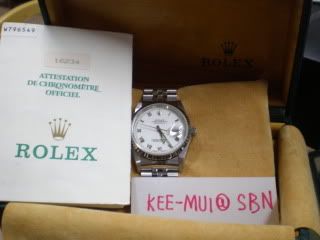 W796549
16234
ATTESTATION
DE CHRONOMÈTRE
OFFICIEL
ROLEX
ROLEX
KEE-MUI@ SBN